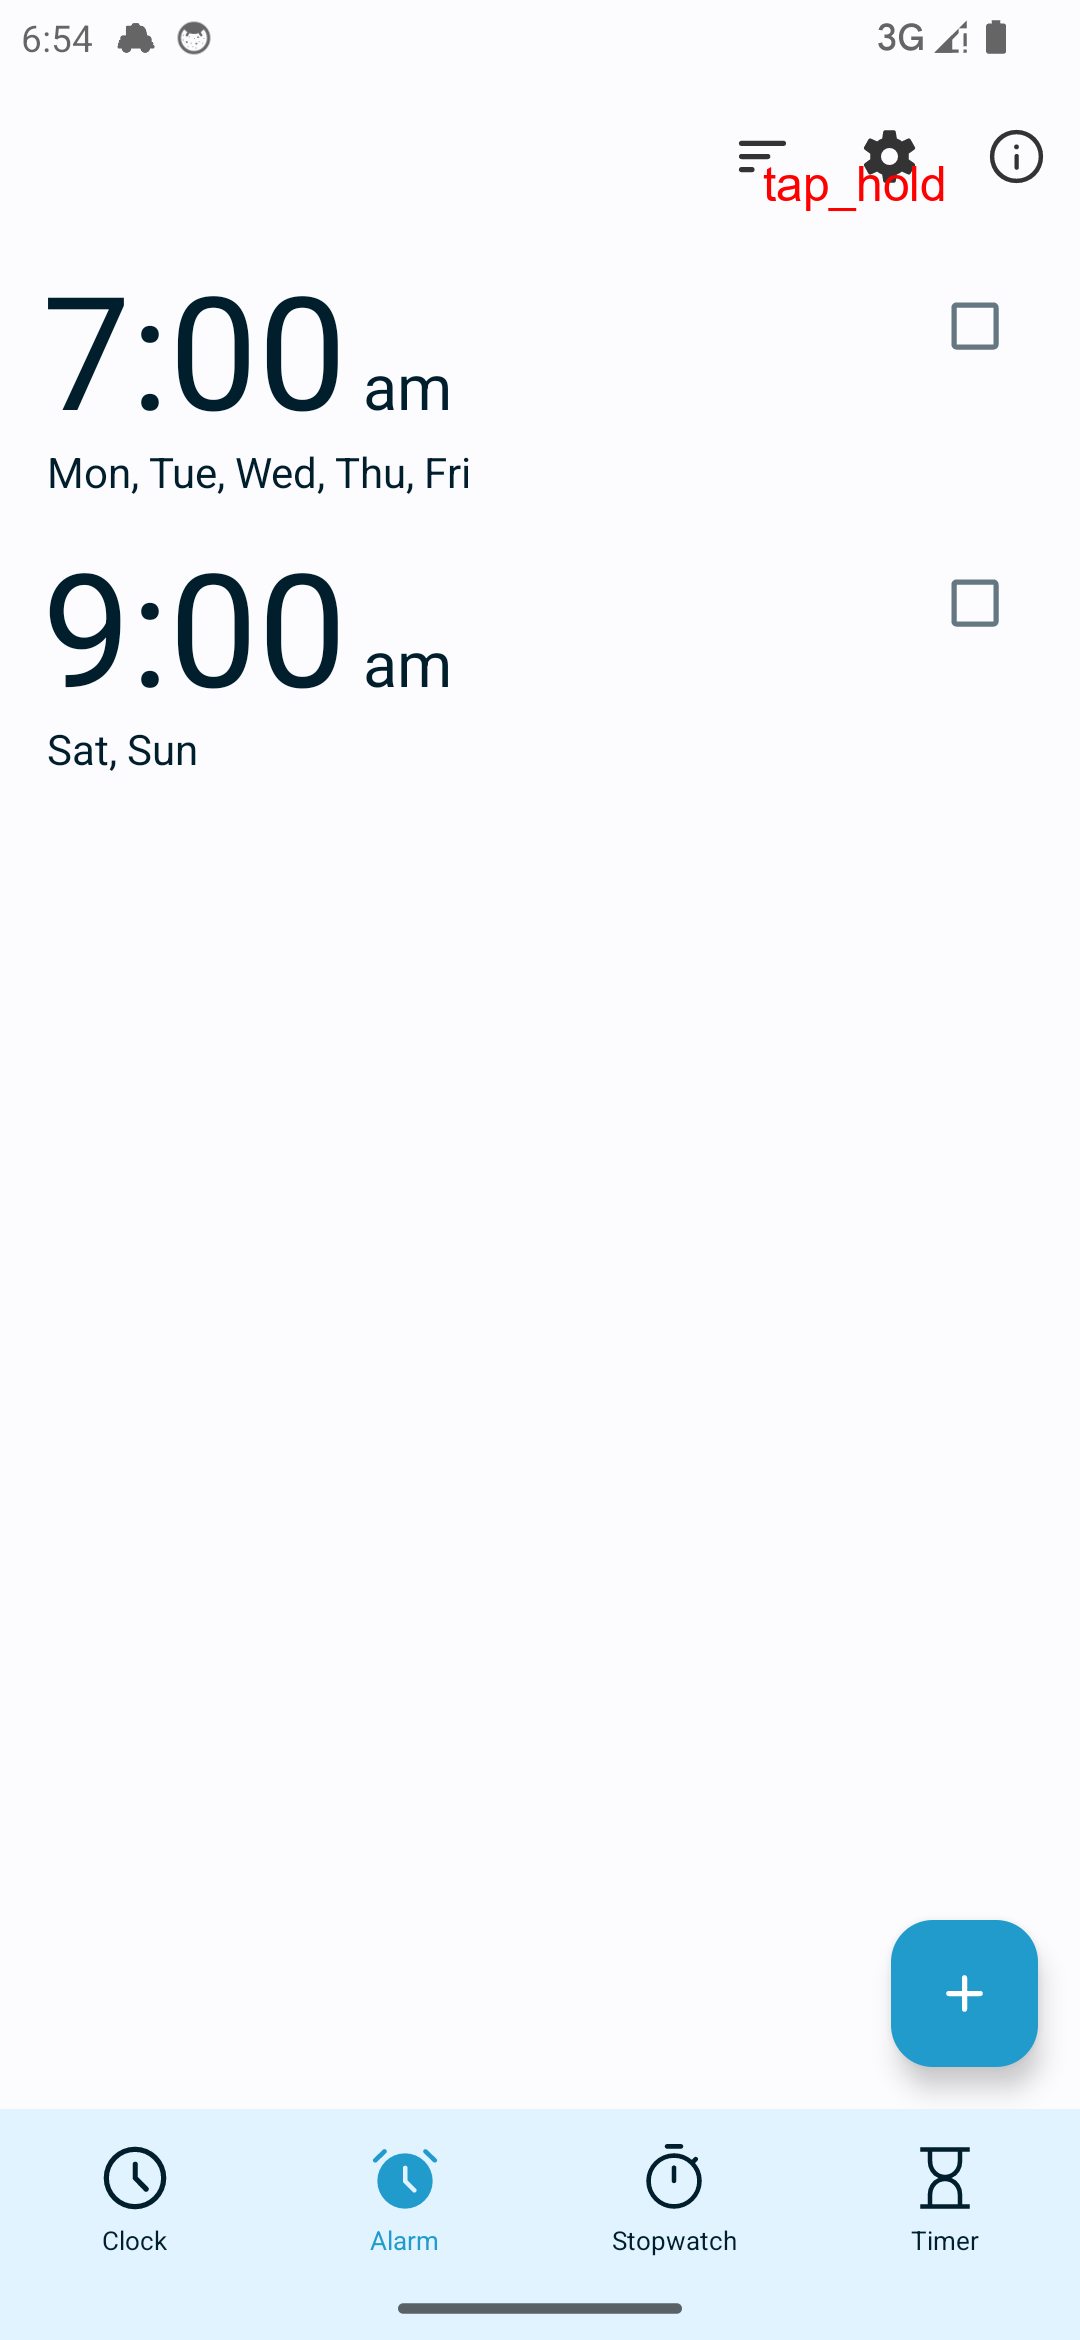 6:54
3G
tap_hold
7:00 am
Mon, Tue, Wed, Thu, Fri
9:00 am
Sat, Sun
Clock
Alarm
Stopwatch
Timer